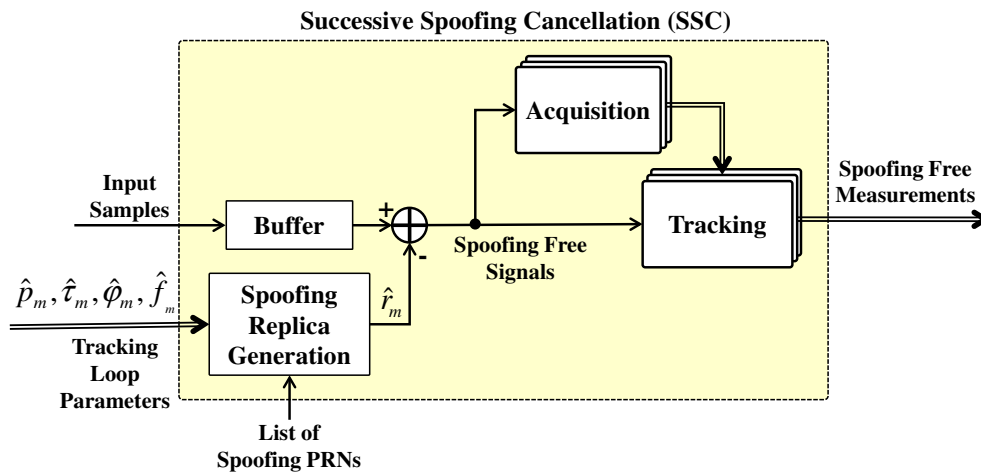 Successive Spoofing Cancellation (SSC)
Acquisition
Input
Samples
Buffer
+
-
Spoofing Free
Signals
Tracking
Spoofing Free
Measurements
p̂ₘ, τ̂ₘ, φ̂ₘ, f̂ₘ
Tracking
Loop
Parameters
Spoofing
Replica
Generation
r̂ₘ
List of
Spoofing PRNs